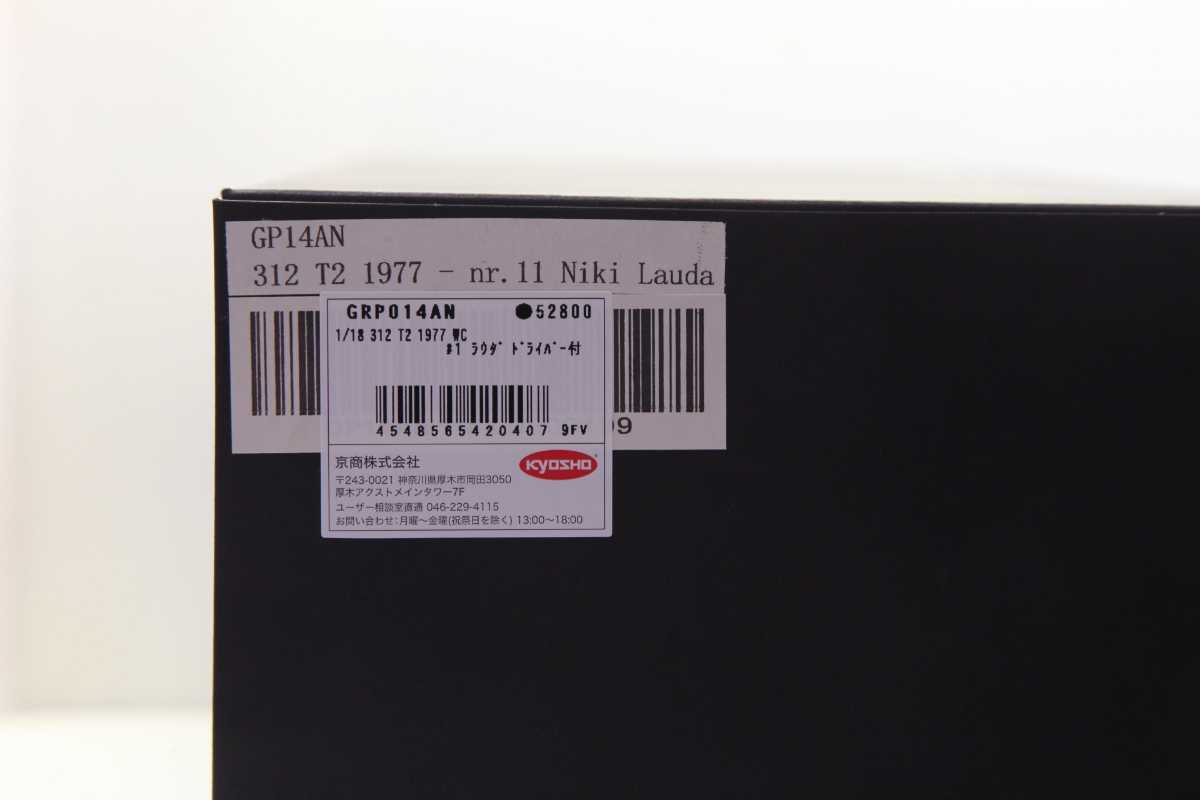 GP14AN
312 T2 1977 - nr.11 Niki Lauda
GRP014AN ●52800
1/18 312 T2 1977 WC
#1 ﾗｳﾀﾞ ﾄﾞﾗｲﾊﾞｰ付
4548565420407 9FV
99
京商株式会社
KYOSHO
〒243-0021 神奈川県厚木市岡田3050
厚木アクストメインタワー7F
ユーザー相談室直通 046-229-4115
お問い合わせ：月曜〜金曜(祝祭日を除く) 13:00〜18:00